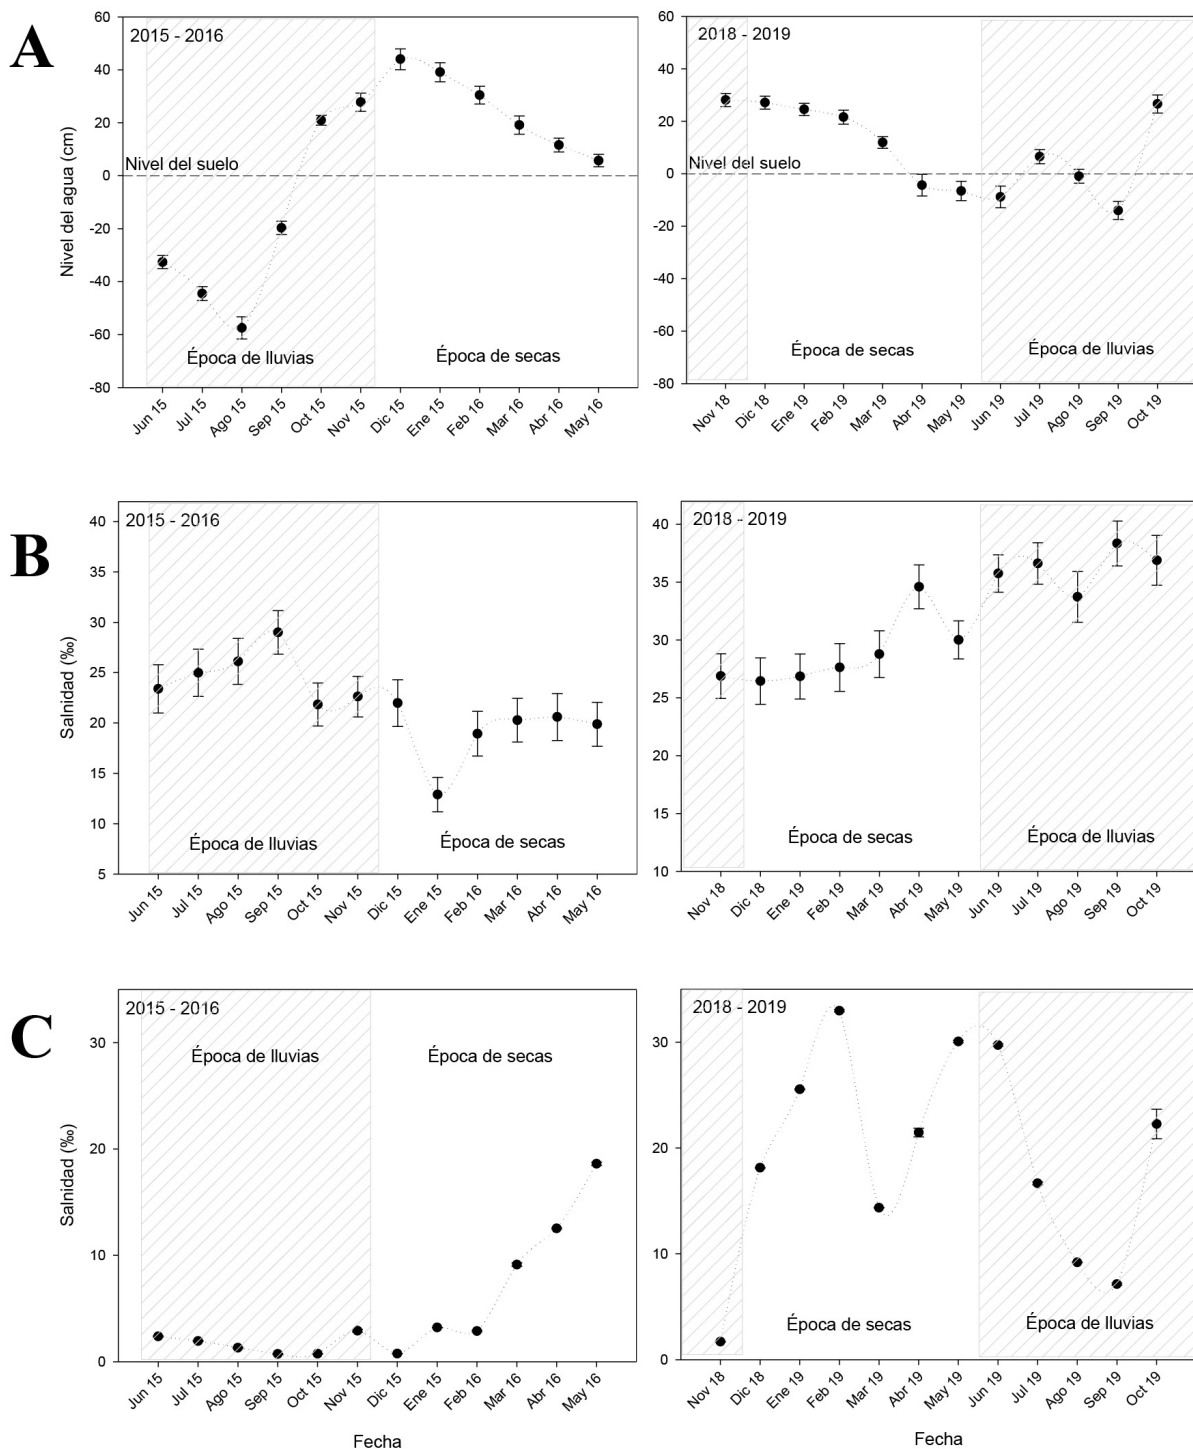 A
2015 - 2016
60
40
20
0
-20
-40
-60
-80
Nivel del agua (cm)
Nivel del suelo
Época de lluvias
Época de secas
Jun 15
Jul 15
Ago 15
Sep 15
Oct 15
Nov 15
Dic 15
Ene 15
Feb 16
Mar 16
Abr 16
May 16
2018 - 2019
60
40
20
0
-20
-40
-60
-80
Nivel del suelo
Época de secas
Época de lluvias
Nov 18
Dic 18
Ene 19
Feb 19
Mar 19
Abr 19
May 19
Jun 19
Jul 19
Ago 19
Sep 19
Oct 19
B
2015 - 2016
40
35
30
25
20
15
10
5
Salnidad (‰)
Época de lluvias
Época de secas
Jun 15
Jul 15
Ago 15
Sep 15
Oct 15
Nov 15
Dic 15
Ene 15
Feb 16
Mar 16
Abr 16
May 16
2018 - 2019
40
35
30
25
20
15
10
Época de secas
Época de lluvias
Nov 18
Dic 18
Ene 19
Feb 19
Mar 19
Abr 19
May 19
Jun 19
Jul 19
Ago 19
Sep 19
Oct 19
C
2015 - 2016
30
20
10
0
Salnidad (‰)
Época de lluvias
Época de secas
Jun 15
Jul 15
Ago 15
Sep 15
Oct 15
Nov 15
Dic 15
Ene 15
Feb 16
Mar 16
Abr 16
May 16
Fecha
2018 - 2019
30
20
10
0
Época de secas
Época de lluvias
Nov 18
Dic 18
Ene 19
Feb 19
Mar 19
Abr 19
May 19
Jun 19
Jul 19
Ago 19
Sep 19
Oct 19
Fecha